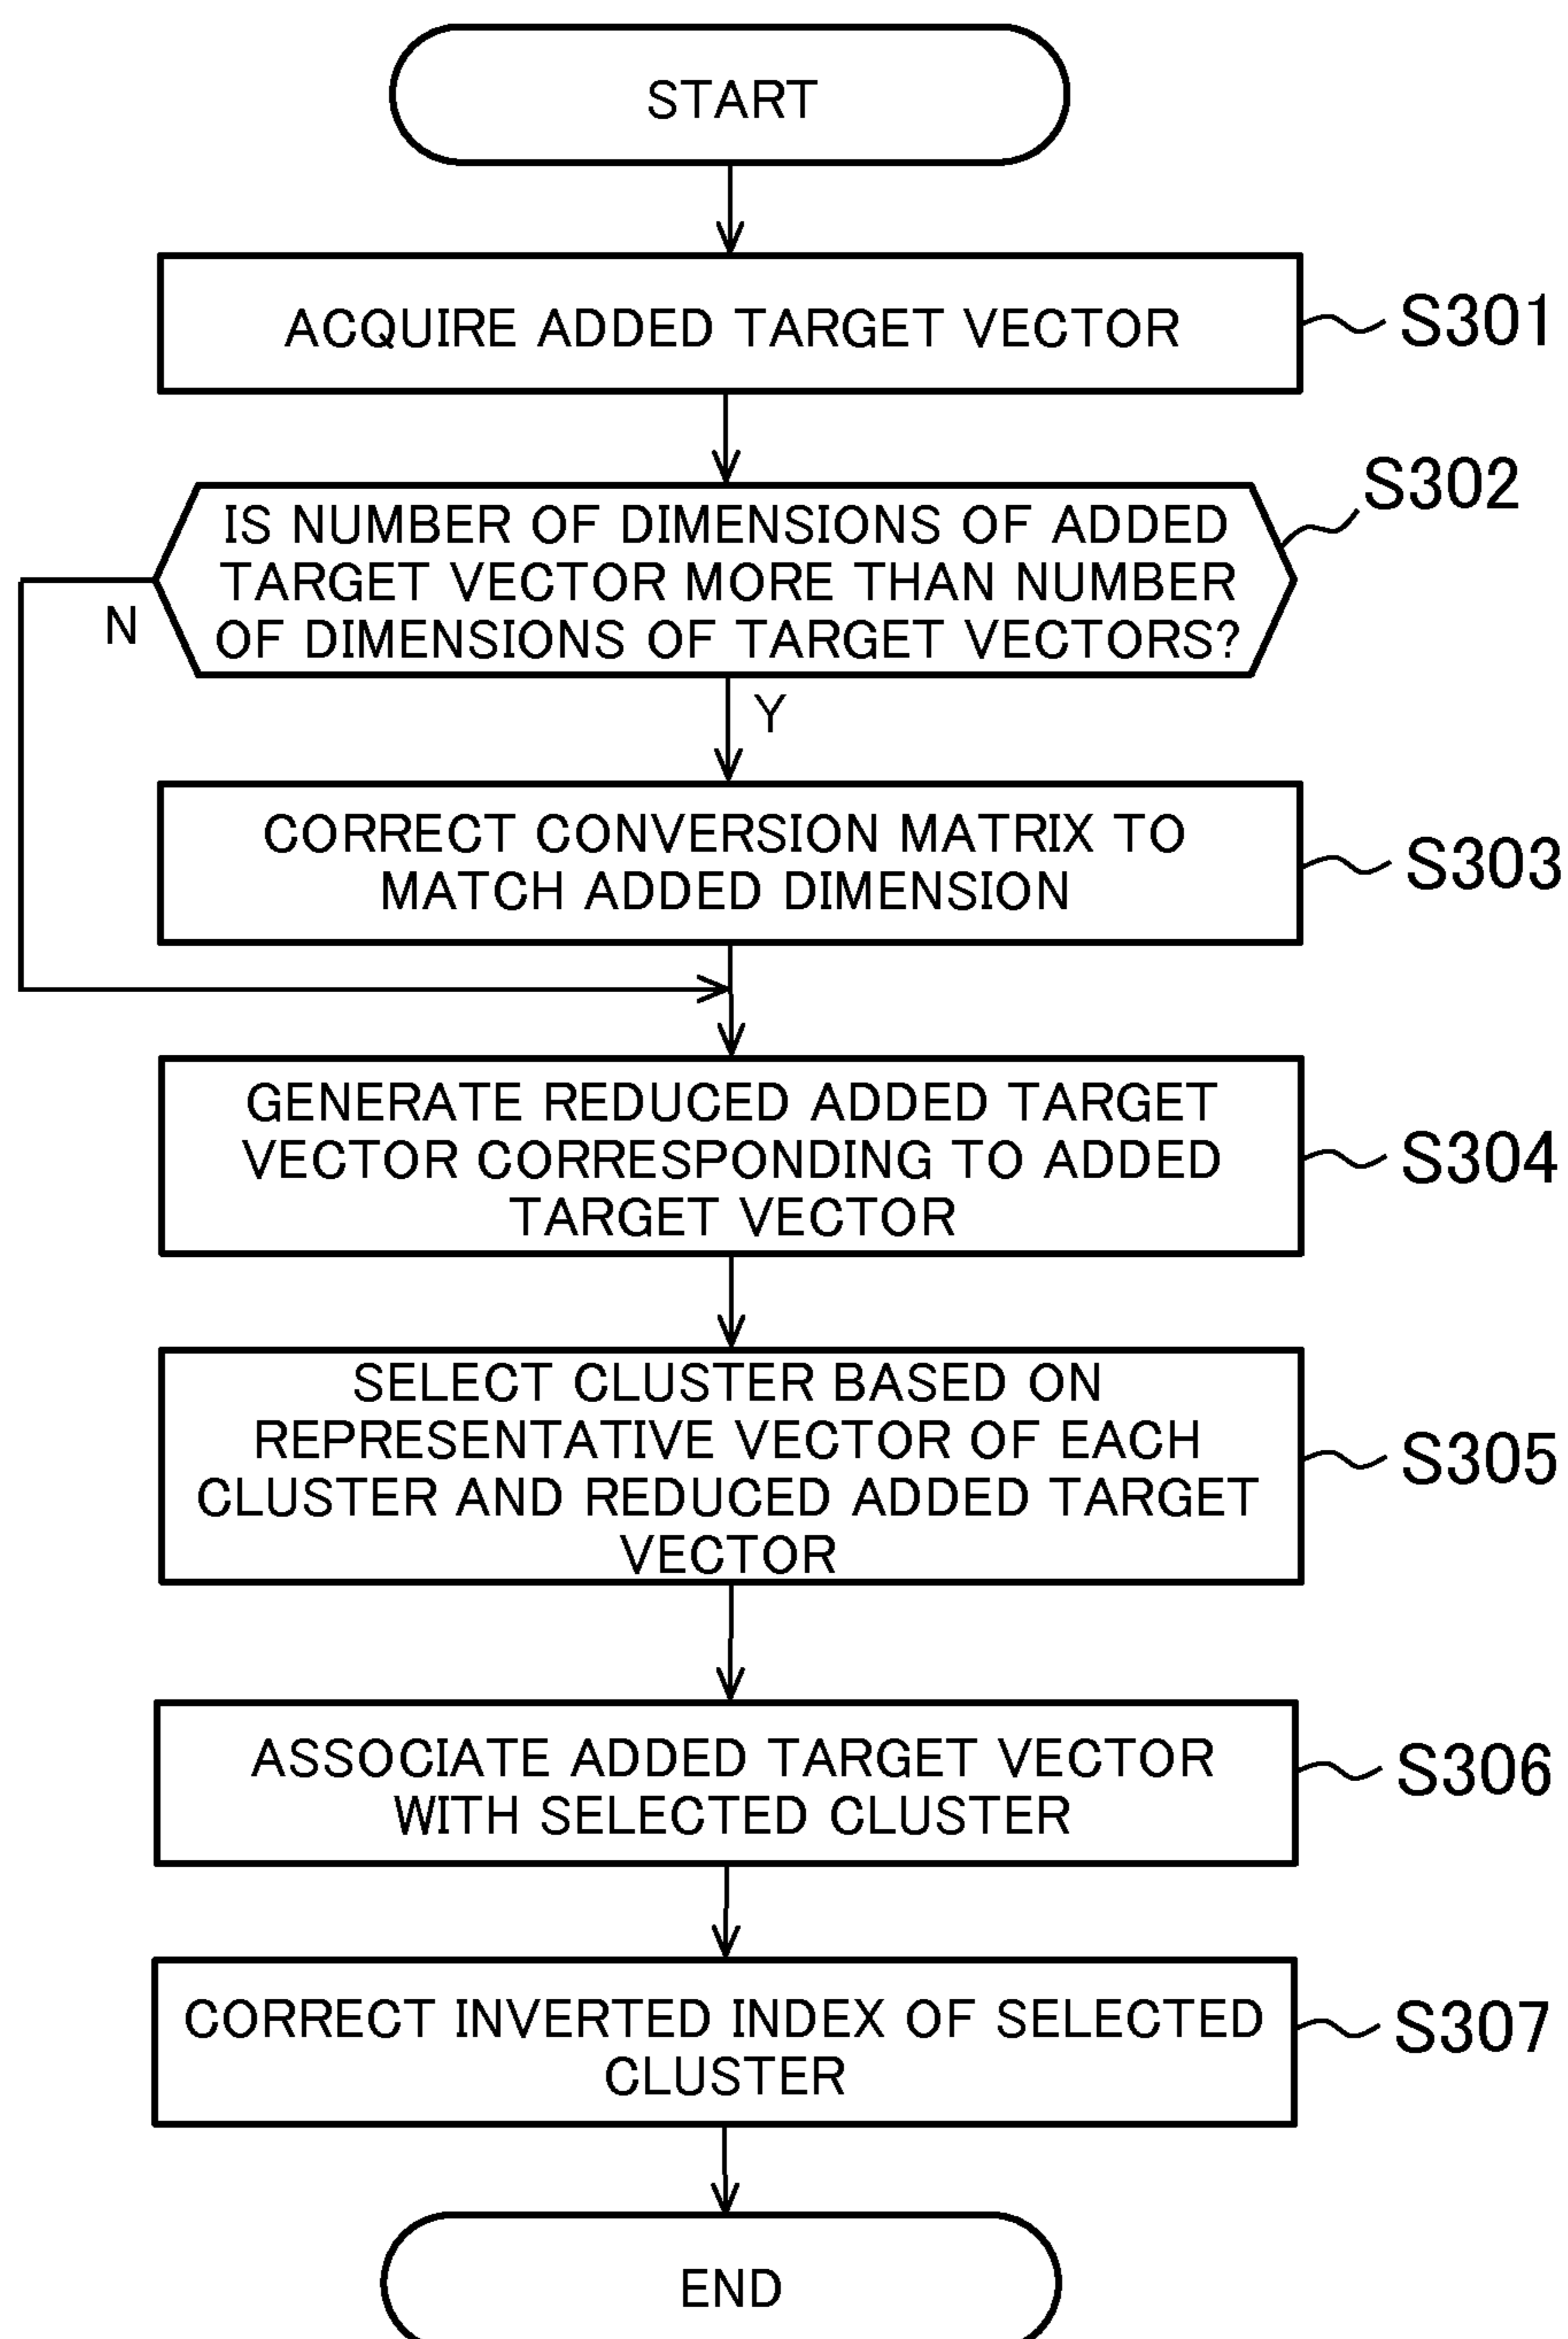 START
ACQUIRE ADDED TARGET VECTOR
S301
S302
IS NUMBER OF DIMENSIONS OF ADDED
TARGET VECTOR MORE THAN NUMBER
OF DIMENSIONS OF TARGET VECTORS?
N
Y
CORRECT CONVERSION MATRIX TO
MATCH ADDED DIMENSION
S303
GENERATE REDUCED ADDED TARGET
VECTOR CORRESPONDING TO ADDED
TARGET VECTOR
S304
SELECT CLUSTER BASED ON
REPRESENTATIVE VECTOR OF EACH
CLUSTER AND REDUCED ADDED TARGET
VECTOR
S305
ASSOCIATE ADDED TARGET VECTOR
WITH SELECTED CLUSTER
S306
CORRECT INVERTED INDEX OF SELECTED
CLUSTER
S307
END